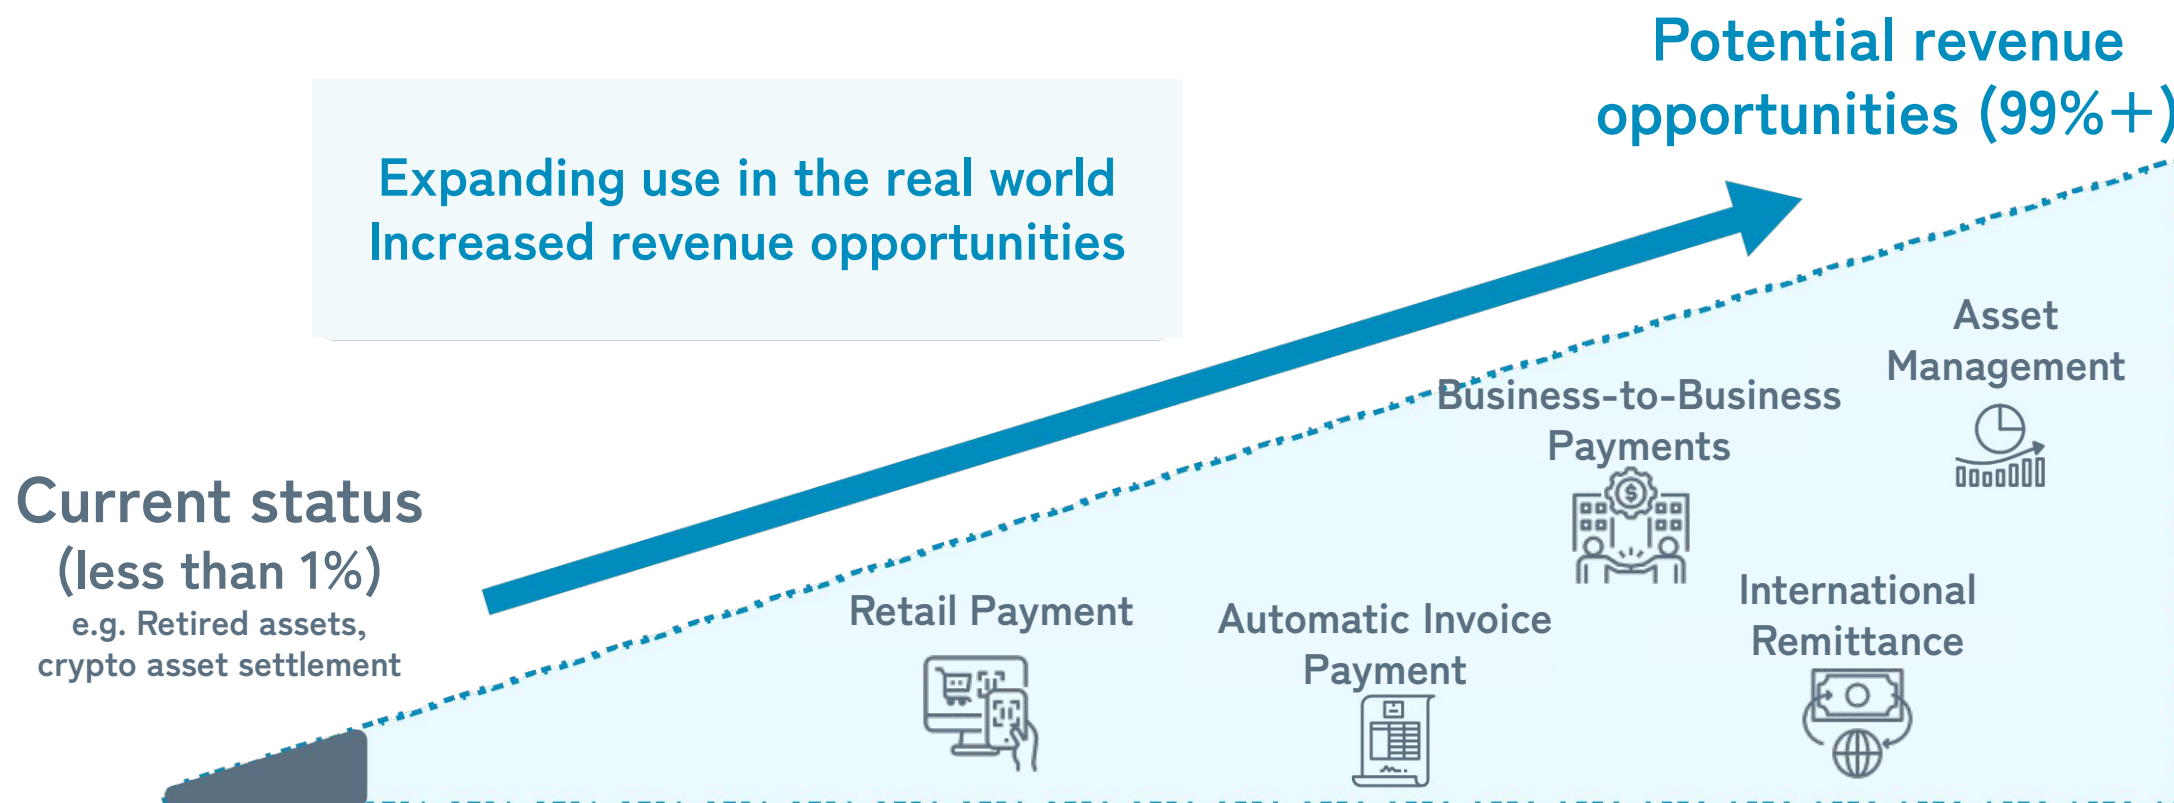 Potential revenue
opportunities (99%+)
Expanding use in the real world
Increased revenue opportunities
Asset
Management
Business-to-Business
Payments
Current status
(less than 1%)
e.g. Retired assets,
crypto asset settlement
Retail Payment
Automatic Invoice
Payment
International
Remittance